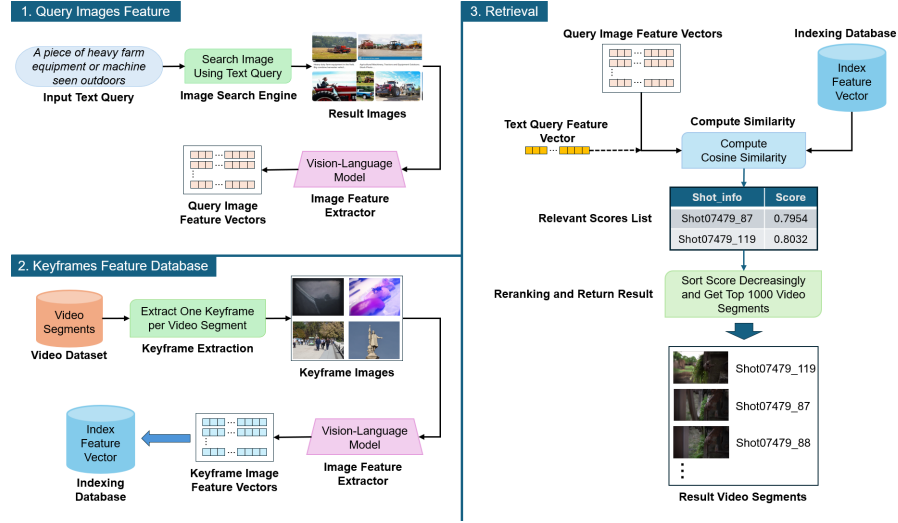 1. Query Images Feature
A piece of heavy farm
equipment or machine
seen outdoors
Input Text Query
Search Image
Using Text Query
Image Search Engine
Result Images
Vision-Language
Model
Image Feature
Extractor
Query Image
Feature Vectors
2. Keyframes Feature Database
Video
Segments
Video Dataset
Extract One Keyframe
per Video Segment
Keyframe Extraction
Keyframe Images
Vision-Language
Model
Image Feature
Extractor
Keyframe Image
Feature Vectors
Index
Feature
Vector
Indexing
Database
3. Retrieval
Query Image Feature Vectors
Indexing Database
Index
Feature
Vector
Text Query Feature
Vector
Compute Similarity
Compute
Cosine Similarity
Relevant Scores List
Shot_info Score
Shot07479_87 0.7954
Shot07479_119 0.8032
Reranking and Return Result
Sort Score Decreasingly
and Get Top 1000 Video
Segments
Shot07479_119
Shot07479_87
Shot07479_88
Result Video Segments